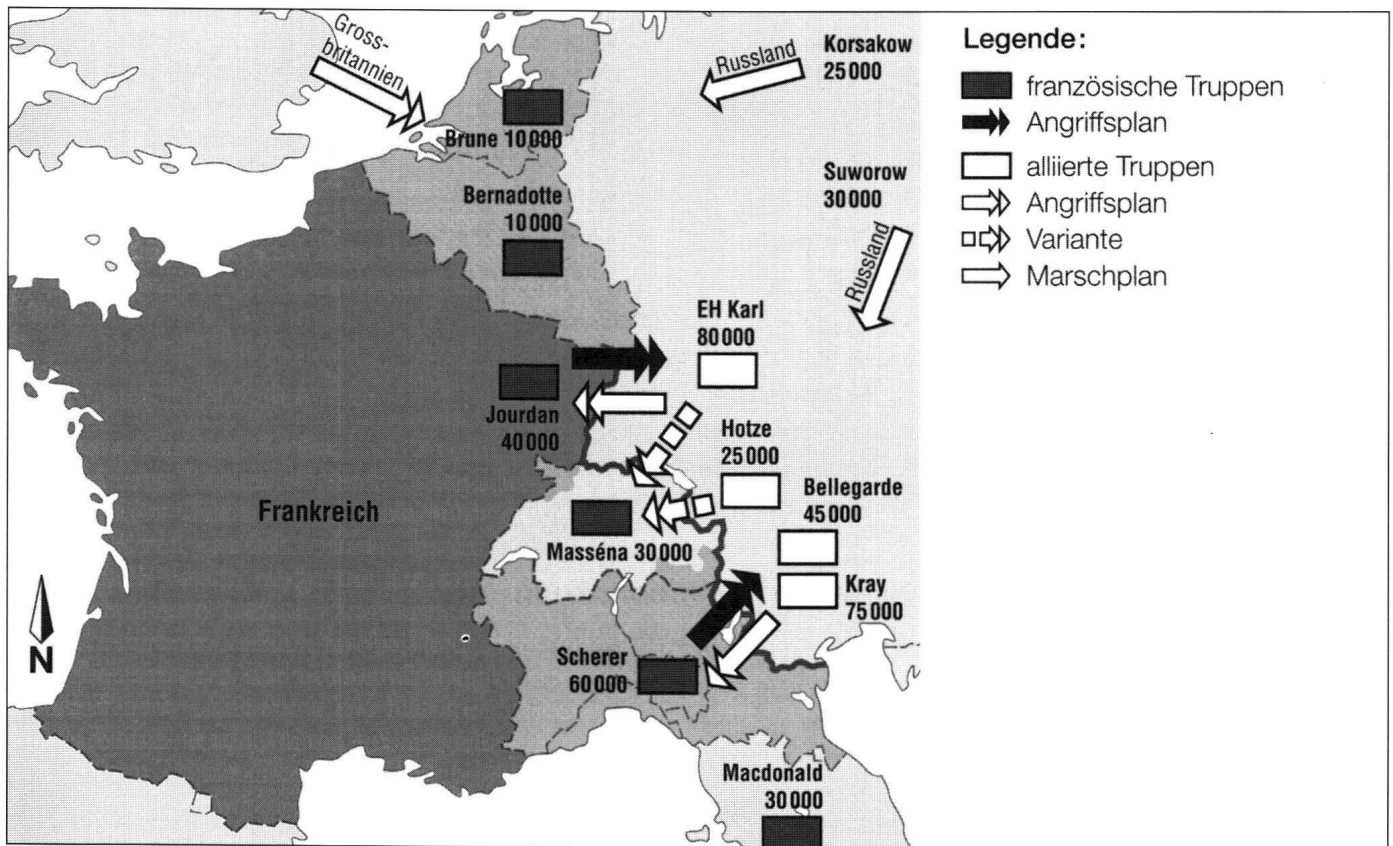 Gross-
britannien
Russland
Korsakow
25 000
Brune 10 000
Bernadotte
10 000
Suworow
30 000
Russland
EH Karl
80 000
Jourdan
40 000
Hotze
25 000
Bellegarde
45 000
Frankreich
Masséna 30 000
Kray
75 000
N
Scherer
60 000
Macdonald
30 000
Legende:
französische Truppen
Angriffsplan
alliierte Truppen
Angriffsplan
Variante
Marschplan